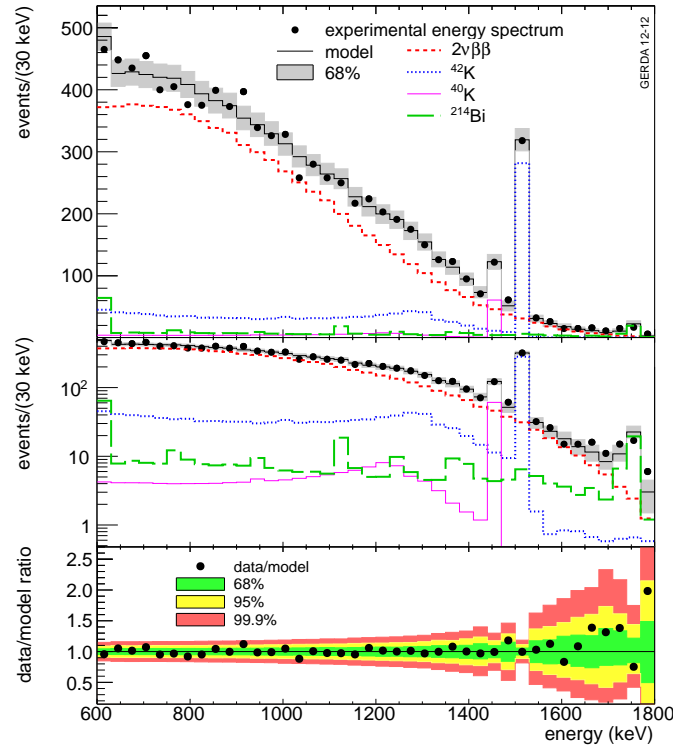 experimental energy spectrum
model
68%
2νββ
⁴²K
⁴⁰K
²¹⁴Bi
GERDA 12-12
events/(30 keV)
500
400
300
200
100
events/(30 keV)
10²
10
1
data/model
68%
95%
99.9%
data/model ratio
2.5
2.0
1.5
1.0
0.5
600 800 1000 1200 1400 1600 1800
energy (keV)